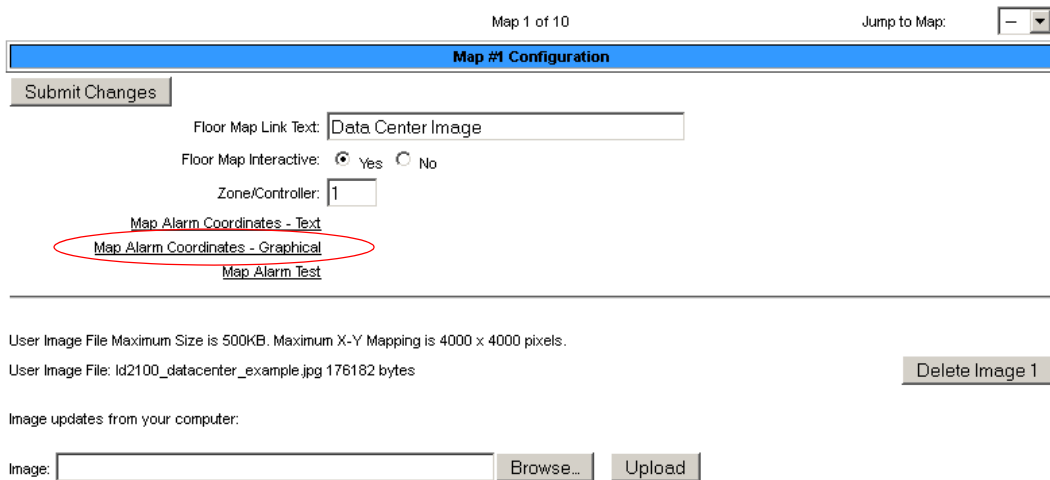 Map 1 of 10 Jump to Map: --
Map #1 Configuration
Submit Changes
Floor Map Link Text: Data Center Image
Floor Map Interactive: Yes No
Zone/Controller: 1
Map Alarm Coordinates - Text
Map Alarm Coordinates - Graphical
Map Alarm Test
User Image File Maximum Size is 500KB. Maximum X-Y Mapping is 4000 x 4000 pixels.
User Image File: ld2100_datacenter_example.jpg 176182 bytes Delete Image 1
Image updates from your computer:
Image: Browse... Upload